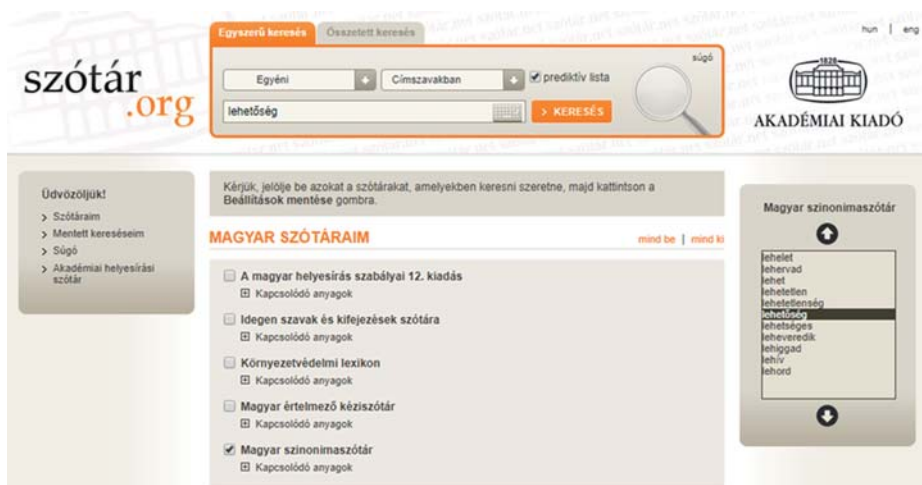 Egyszerű keresés
Összetett keresés
hun | eng
szótár
.org
Egyéni
Címszavakban
prediktív lista
súgó
lehetőség
> KERESÉS
1828
AKADÉMIAI KIADÓ
Üdvözöljük!
> Szótáraim
> Mentett kereséseim
> Súgó
> Akadémiai helyesírási
szótár
Kérjük, jelölje be azokat a szótárakat, amelyekben keresni szeretne, majd kattintson a
Beállítások mentése gombra.
MAGYAR SZÓTÁRAIM
mind be | mind ki
A magyar helyesírás szabályai 12. kiadás
Kapcsolódó anyagok
Idegen szavak és kifejezések szótára
Kapcsolódó anyagok
Környezetvédelmi lexikon
Kapcsolódó anyagok
Magyar értelmező kéziszótár
Kapcsolódó anyagok
Magyar szinonimaszótár
Kapcsolódó anyagok
Magyar szinonimaszótár
lehelet
lehervad
lehet
lehetetlen
lehetetlenség
lehetőség
lehetséges
leheveredik
lehiggad
lehív
lehord